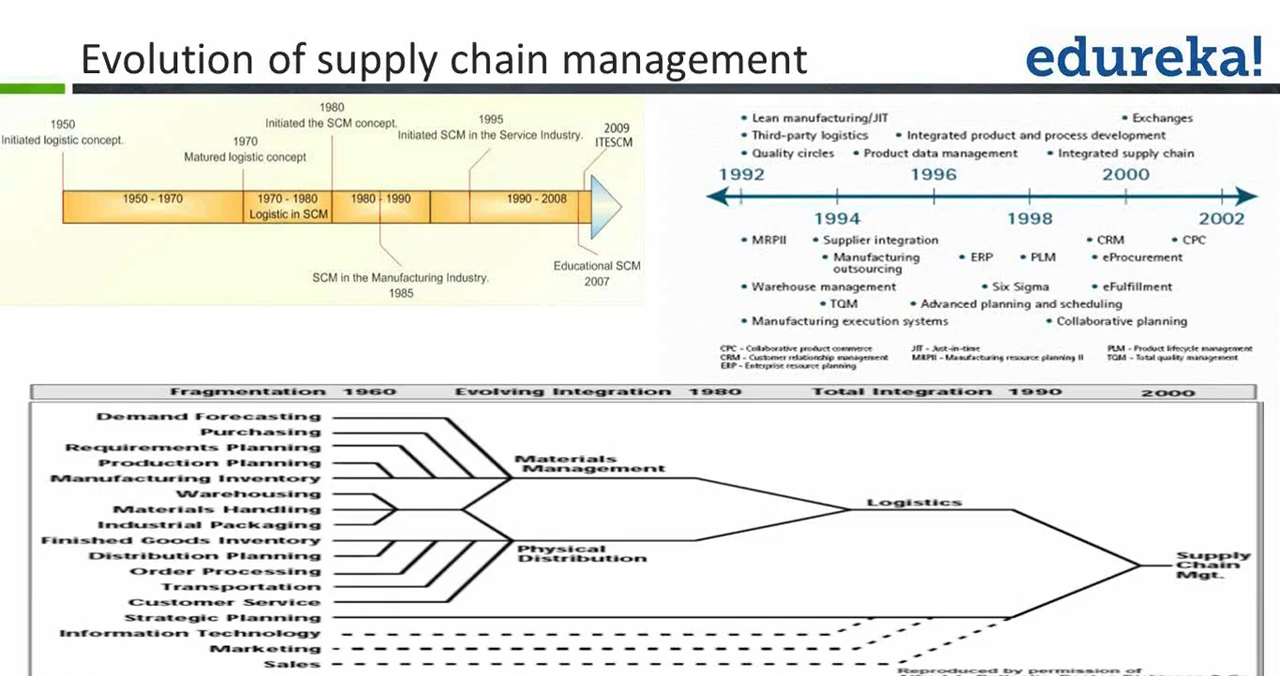 Evolution of supply chain management
edureka!
1950
Initiated logistic concept.
1970
Matured logistic concept
1980
Initiated the SCM concept.
1995
Initiated SCM in the Service Industry.
2009
ITESCM
1950 - 1970
1970 - 1980
Logistic in SCM
1980 - 1990
1990 - 2008
SCM in the Manufacturing Industry.
1985
Educational SCM
2007
• Lean manufacturing/JIT
• Exchanges
• Third-party logistics
• Integrated product and process development
• Quality circles
• Product data management
• Integrated supply chain
1992
1996
2000
1994
1998
2002
• MRPII
• Supplier integration
• CRM
• CPC
• Manufacturing
outsourcing
• ERP
• PLM
• eProcurement
• Warehouse management
• Six Sigma
• eFulfillment
• TQM
• Advanced planning and scheduling
• Manufacturing execution systems
• Collaborative planning
CPC - Collaborative product commerce
CRM - Customer relationship management
ERP - Enterprise resource planning
JIT - Just-in-time
MRPII - Manufacturing resource planning II
PLM - Product lifecycle management
TQM - Total quality management
Fragmentation 1960
Evolving Integration 1980
Total Integration 1990
2000
Demand Forecasting
Purchasing
Requirements Planning
Production Planning
Manufacturing Inventory
Warehousing
Materials Handling
Industrial Packaging
Finished Goods Inventory
Distribution Planning
Order Processing
Transportation
Customer Service
Strategic Planning
Information Technology
Marketing
Sales
Materials
Management
Physical
Distribution
Logistics
Supply
Chain
Mgt.
Reproduced by permission of